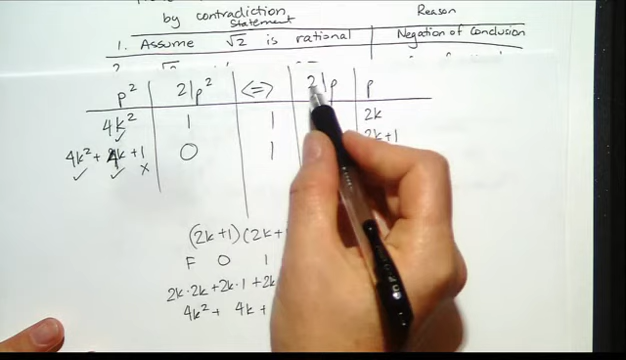 by contradiction
Statement
Reason
1. Assume √2 is rational
Negation of Conclusion
p² 2|p² <=> 2|p p
4k² 1 1 2k
4k² + 4k + 1 0 1 2k+1
(2k+1)(2k+
F O I
2k·2k + 2k·1 + 2k
4k² + 4k +